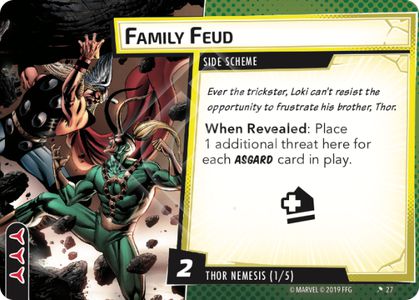 FAMILY FEUD
SIDE SCHEME
Ever the trickster, Loki can't resist the
opportunity to frustrate his brother, Thor.
When Revealed: Place
1 additional threat here for
each ASGARD card in play.
2
THOR NEMESIS (1/5)
© MARVEL © 2019 FFG
27